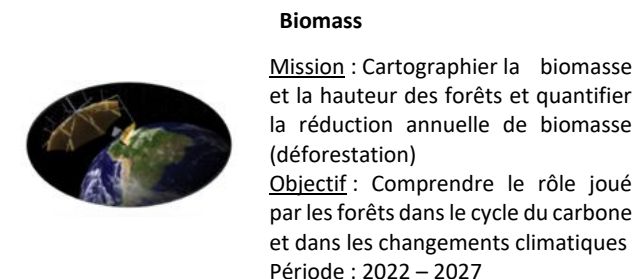 Biomass
Mission : Cartographier la biomasse
et la hauteur des forêts et quantifier
la réduction annuelle de biomasse
(déforestation)
Objectif : Comprendre le rôle joué
par les forêts dans le cycle du carbone
et dans les changements climatiques
Période : 2022 – 2027